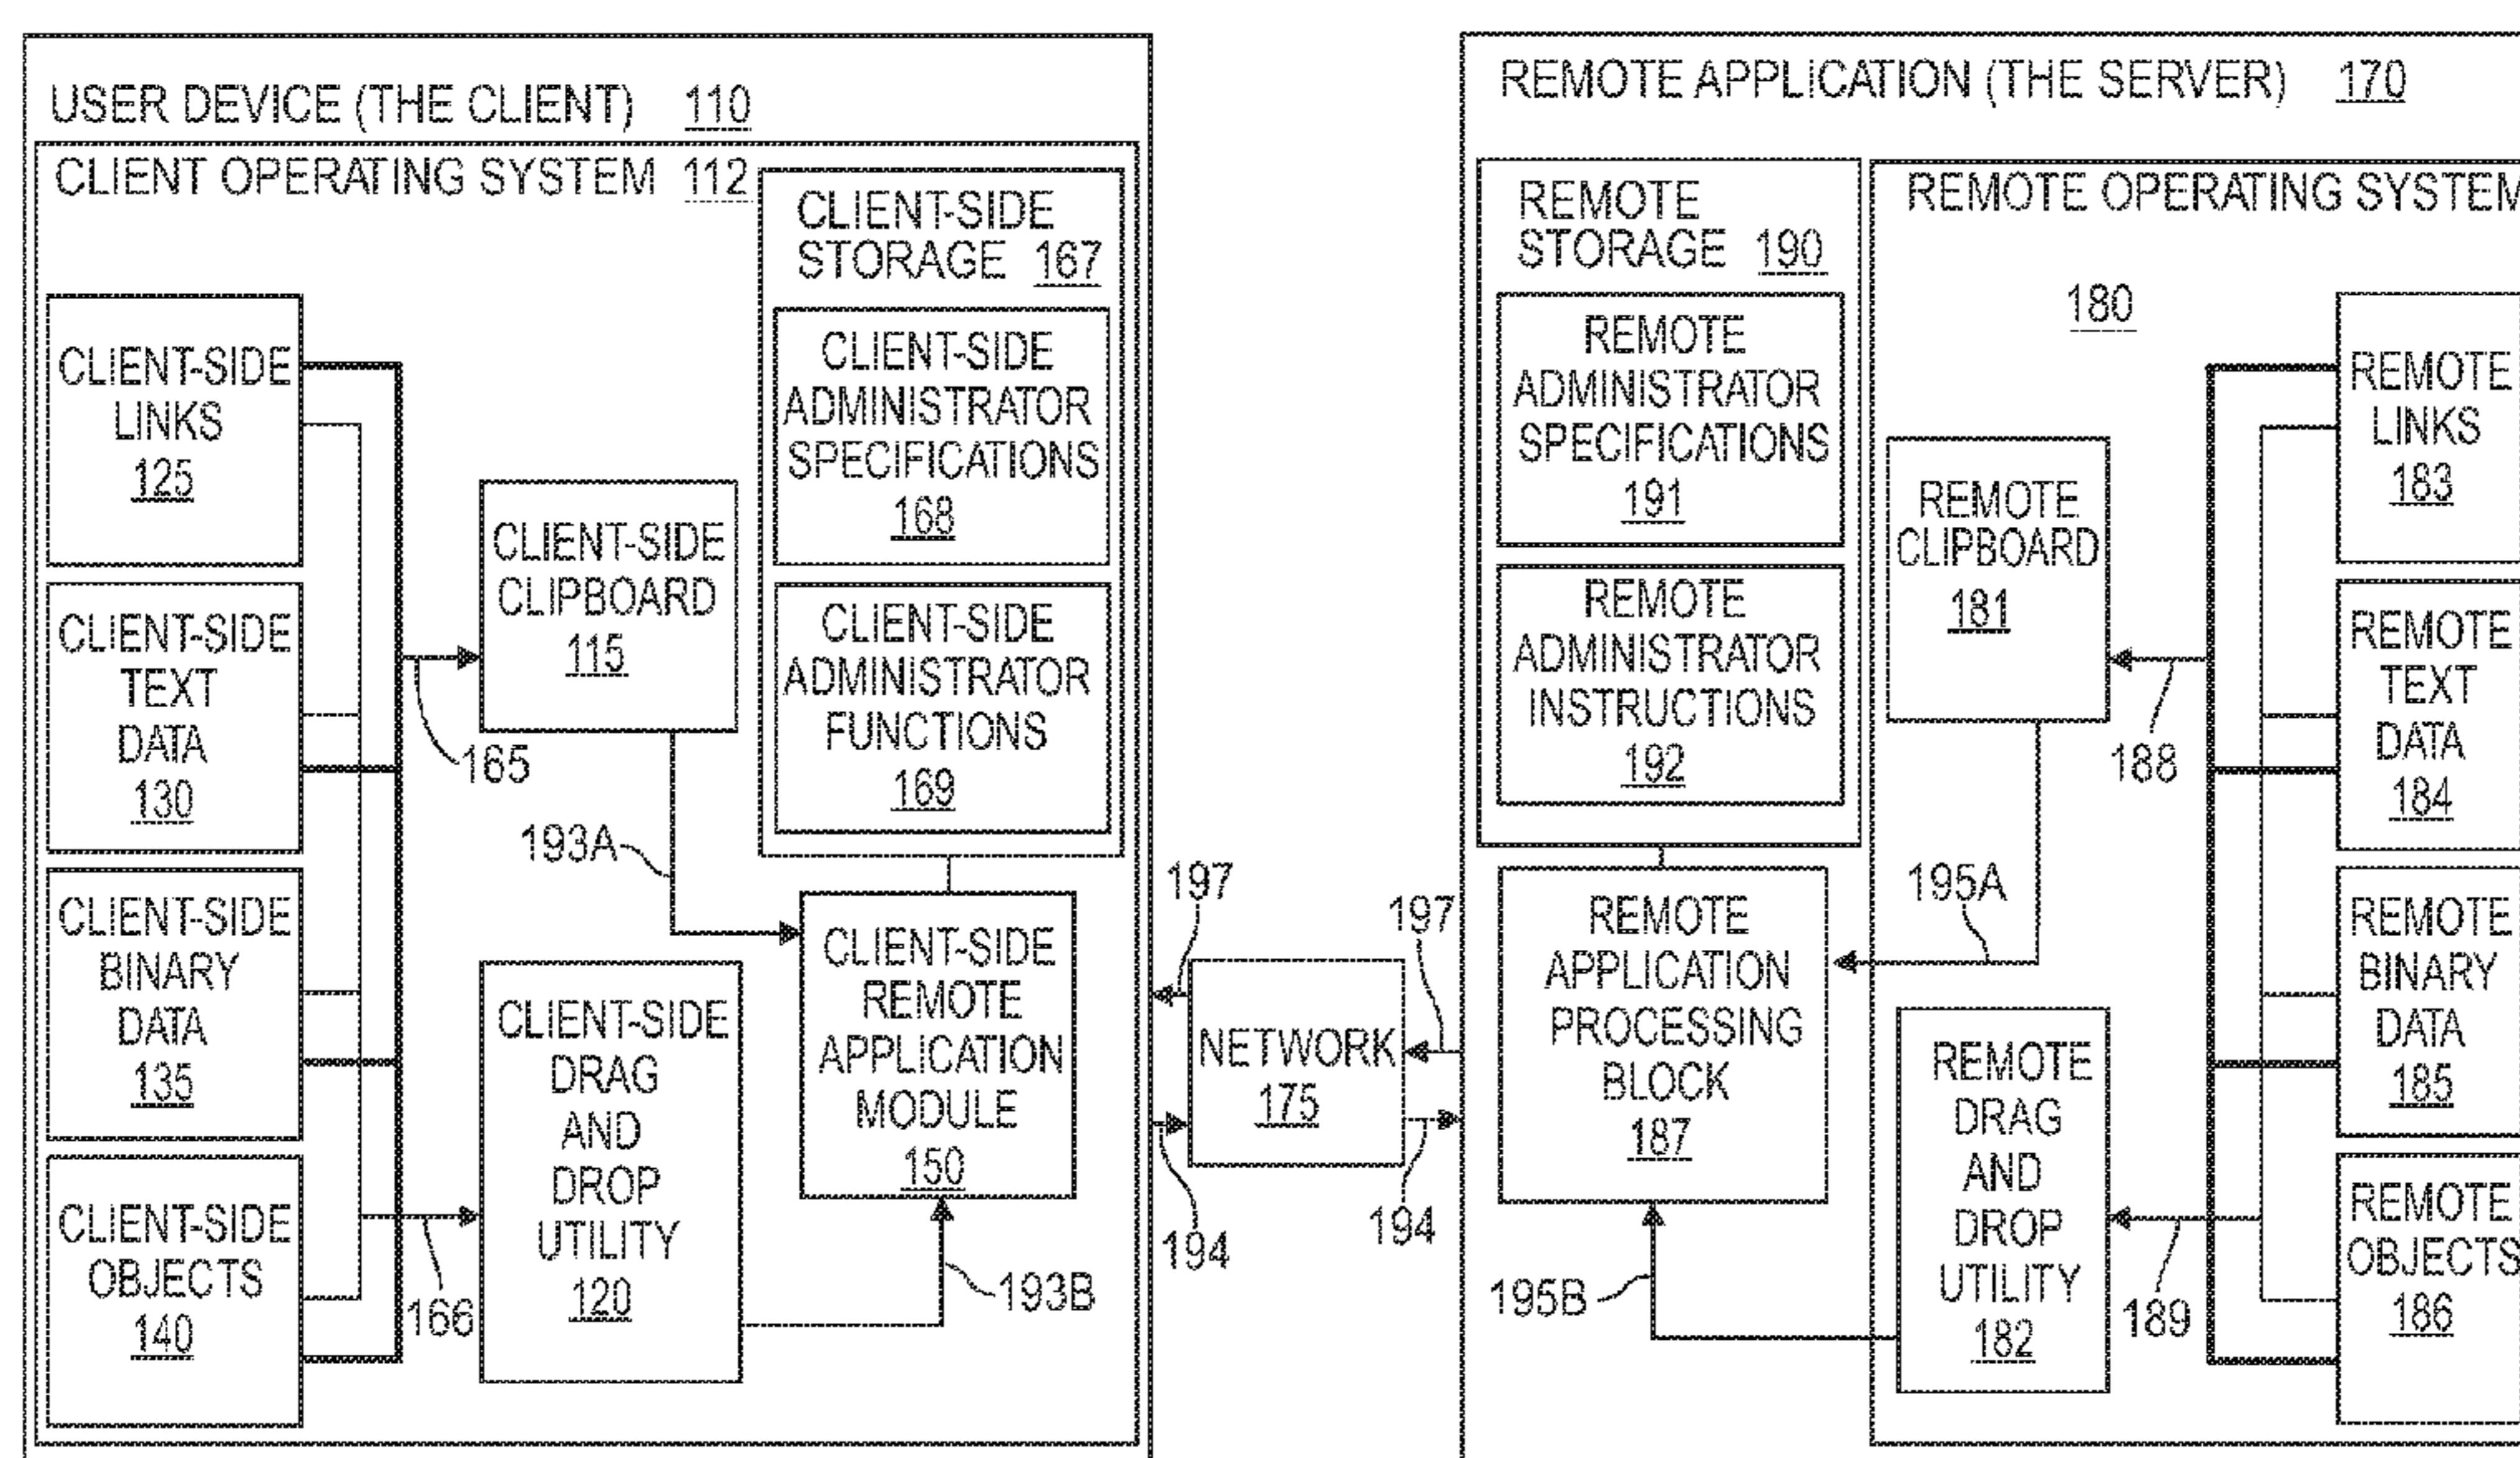 USER DEVICE (THE CLIENT) 110
CLIENT OPERATING SYSTEM 112
CLIENT-SIDE
LINKS
125
CLIENT-SIDE
TEXT
DATA
130
CLIENT-SIDE
BINARY
DATA
135
CLIENT-SIDE
OBJECTS
140
165
166
CLIENT-SIDE
CLIPBOARD
115
193A
CLIENT-SIDE
DRAG
AND
DROP
UTILITY
120
193B
CLIENT-SIDE
STORAGE 167
CLIENT-SIDE
ADMINISTRATOR
SPECIFICATIONS
168
CLIENT-SIDE
ADMINISTRATOR
FUNCTIONS
169
CLIENT-SIDE
REMOTE
APPLICATION
MODULE
150
197
194
NETWORK
175
197
194
REMOTE APPLICATION (THE SERVER) 170
REMOTE
STORAGE 190
REMOTE
ADMINISTRATOR
SPECIFICATIONS
191
REMOTE
ADMINISTRATOR
INSTRUCTIONS
192
REMOTE
APPLICATION
PROCESSING
BLOCK
187
195B
REMOTE OPERATING SYSTEM
180
REMOTE
CLIPBOARD
181
188
195A
REMOTE
DRAG
AND
DROP
UTILITY
182
189
REMOTE
LINKS
183
REMOTE
TEXT
DATA
184
REMOTE
BINARY
DATA
185
REMOTE
OBJECTS
186